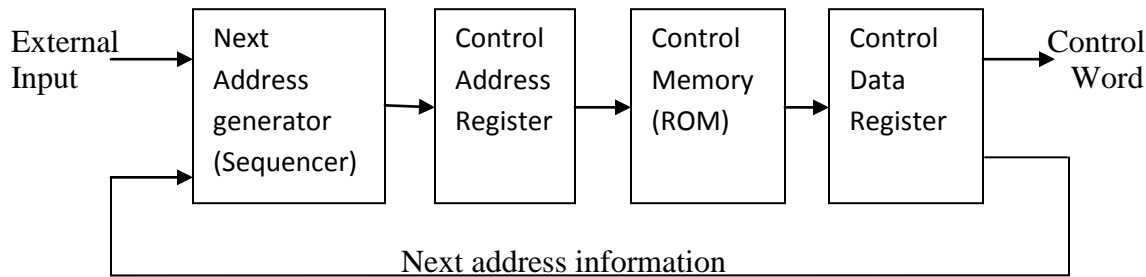 External
Input
Next
Address
generator
(Sequencer)
Control
Address
Register
Control
Memory
(ROM)
Control
Data
Register
Control
Word
Next address information